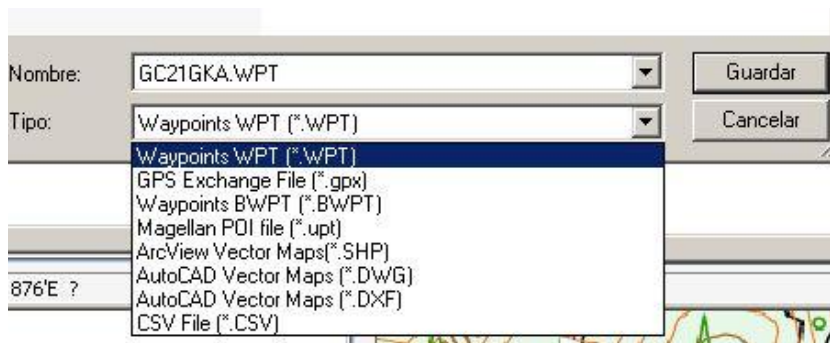 Nombre: GC21GKA.WPT Guardar
Tipo: Waypoints WPT (*.WPT) Cancelar
Waypoints WPT (*.WPT)
GPS Exchange File (*.gpx)
Waypoints BWPT (*.BWPT)
Magellan POI file (*.upt)
ArcView Vector Maps(*.SHP)
AutoCAD Vector Maps (*.DWG)
876'E ?
AutoCAD Vector Maps (*.DXF)
CSV File (*.CSV)